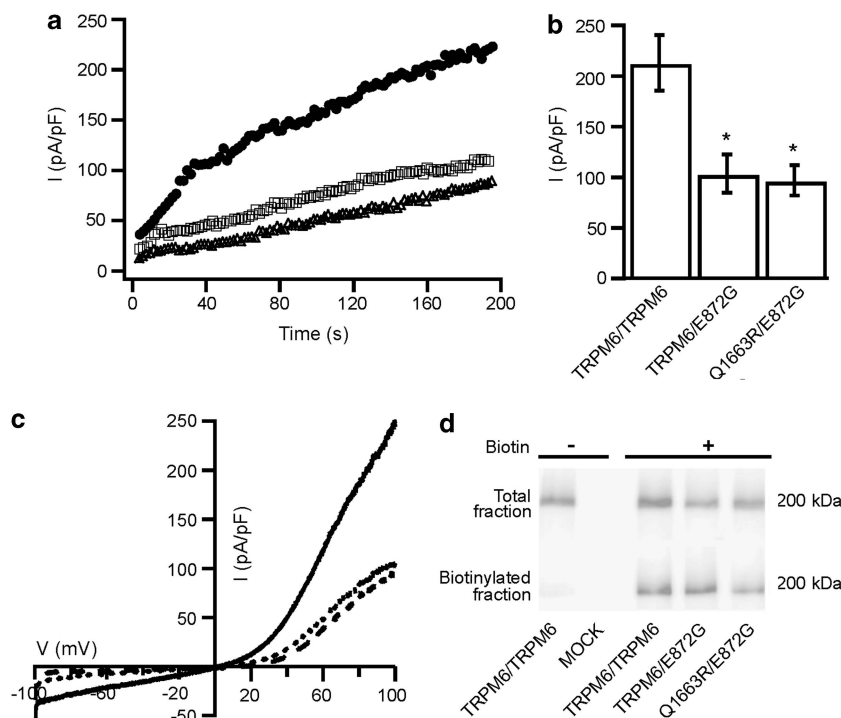 a
I (pA/pF)
250
200
150
100
50
0
0 40 80 120 160 200
Time (s)
b
I (pA/pF)
250
200
150
100
50
0
* *
TRPM6/TRPM6
TRPM6/E872G
Q1663R/E872G
c
I (pA/pF)
250
200
150
100
50
V (mV)
-100 -60 -20 20 60 100
-50
d
Biotin - +
Total
fraction
200 kDa
Biotinylated
fraction
200 kDa
TRPM6/TRPM6
MOCK
TRPM6/TRPM6
TRPM6/E872G
Q1663R/E872G